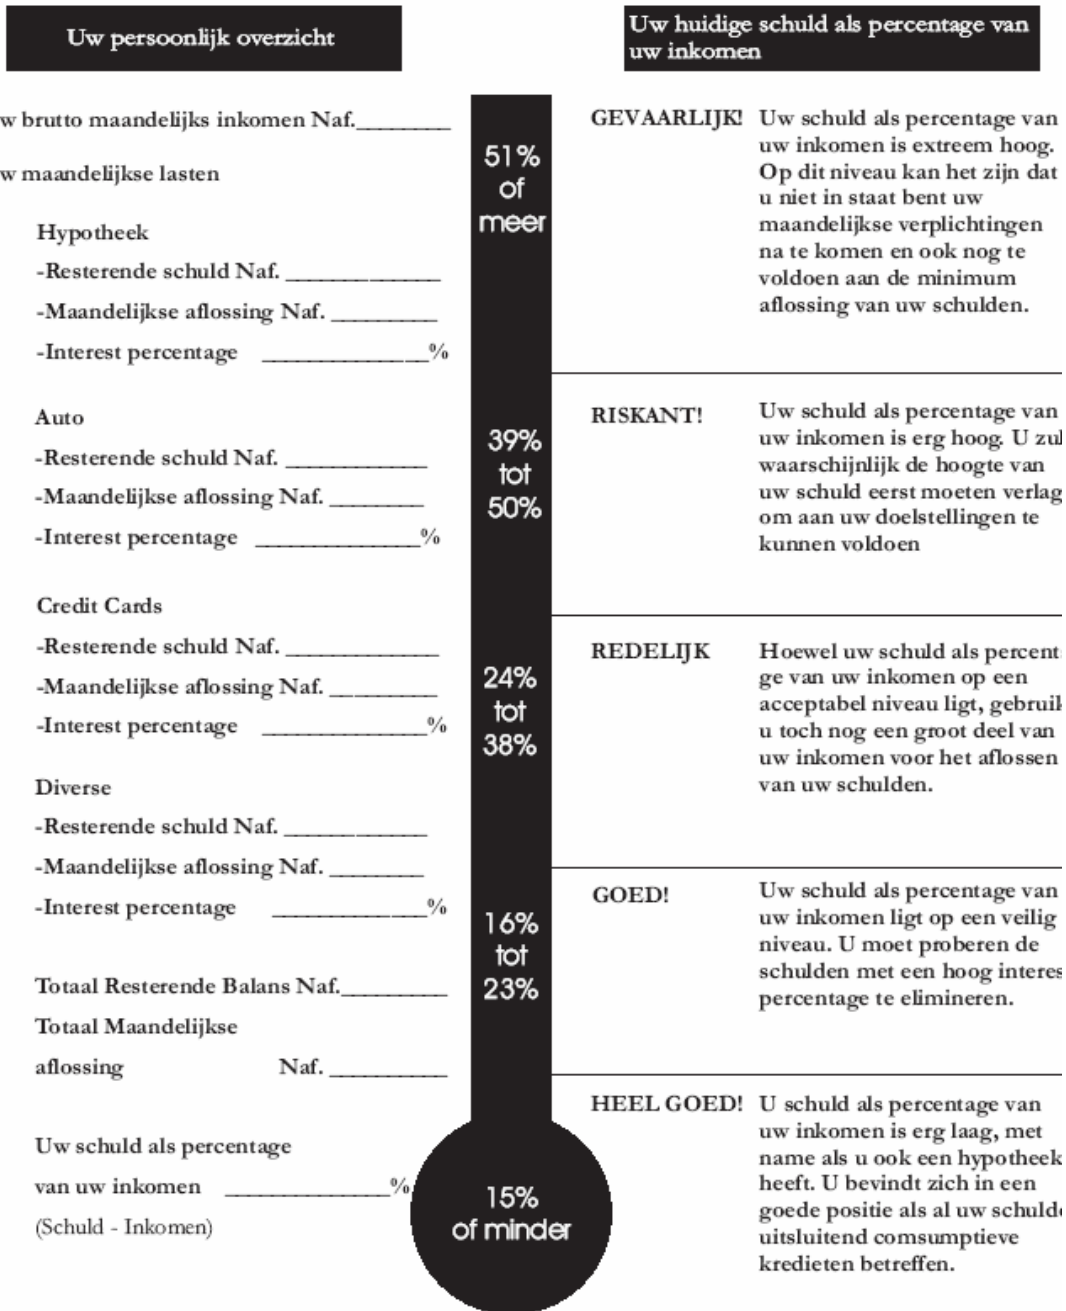 Uw persoonlijk overzicht
w brutto maandelijks inkomen Naf.________
w maandelijkse lasten
Hypotheek
-Resterende schuld Naf. _____________
-Maandelijkse aflossing Naf. _________
-Interest percentage ______________%
Auto
-Resterende schuld Naf. ____________
-Maandelijkse aflossing Naf. ________
-Interest percentage ______________%
Credit Cards
-Resterende schuld Naf. _____________
-Maandelijkse aflossing Naf. _________
-Interest percentage ______________%
Diverse
-Resterende schuld Naf. ____________
-Maandelijkse aflossing Naf. ________
-Interest percentage _____________%
Totaal Resterende Balans Naf._________
Totaal Maandelijkse
aflossing Naf. __________
Uw schuld als percentage
van uw inkomen ______________%
(Schuld - Inkomen)
51%
of
meer
39%
tot
50%
24%
tot
38%
16%
tot
23%
15%
of minder
Uw huidige schuld als percentage van
uw inkomen
GEVAARLIJK! Uw schuld als percentage van
uw inkomen is extreem hoog.
Op dit niveau kan het zijn dat
u niet in staat bent uw
maandelijkse verplichtingen
na te komen en ook nog te
voldoen aan de minimum
aflossing van uw schulden.
RISKANT! Uw schuld als percentage van
uw inkomen is erg hoog. U zul
waarschijnlijk de hoogte van
uw schuld eerst moeten verlag
om aan uw doelstellingen te
kunnen voldoen
REDELIJK Hoewel uw schuld als percent
ge van uw inkomen op een
acceptabel niveau ligt, gebruik
u toch nog een groot deel van
uw inkomen voor het aflossen
van uw schulden.
GOED! Uw schuld als percentage van
uw inkomen ligt op een veilig
niveau. U moet proberen de
schulden met een hoog interes
percentage te elimineren.
HEEL GOED! U schuld als percentage van
uw inkomen is erg laag, met
name als u ook een hypotheek
heeft. U bevindt zich in een
goede positie als al uw schulde
uitsluitend comsumptieve
kredieten betreffen.